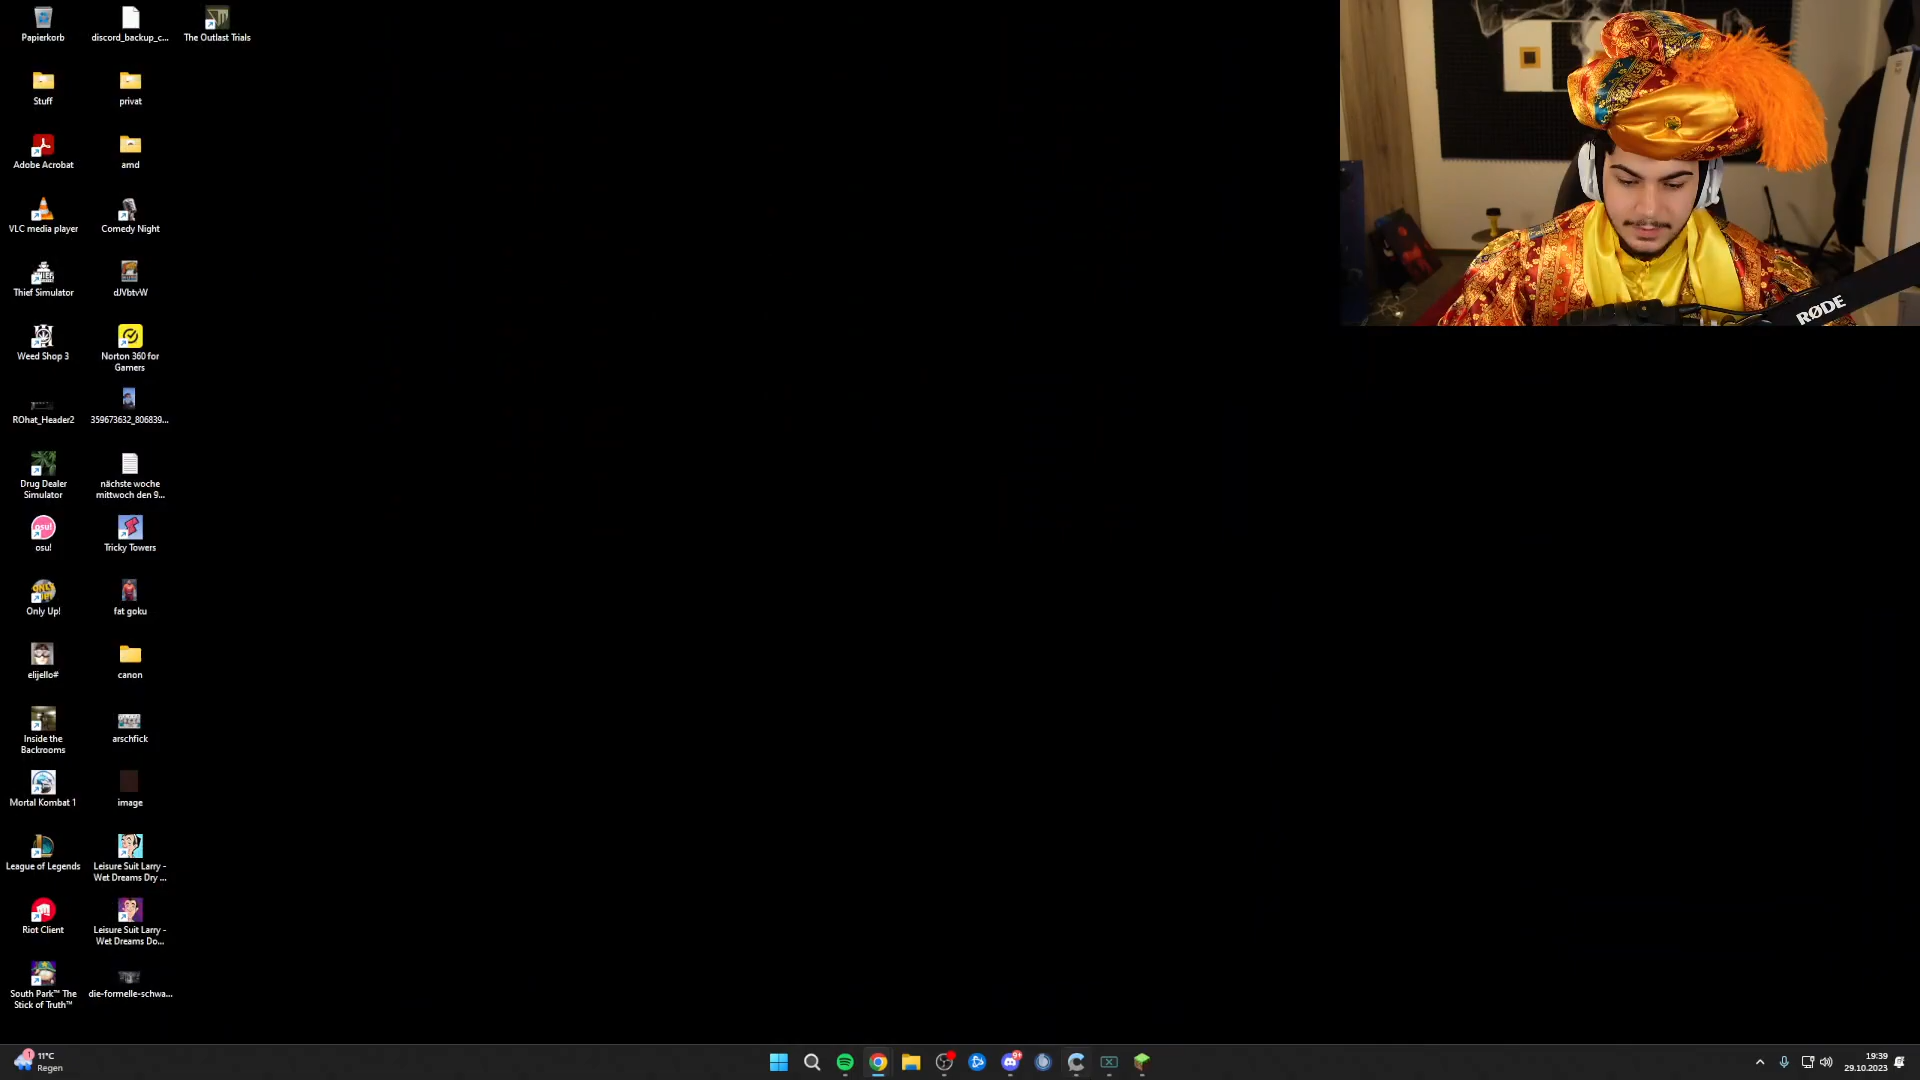 Papierkorb
discord_backup_c...
The Outlast Trials
Stuff
privat
Adobe Acrobat
amd
VLC media player
Comedy Night
Thief Simulator
dJVbtvW
Weed Shop 3
Norton 360 for
Gamers
ROhat_Header2
359673632_806839...
Drug Dealer
Simulator
nächste woche
mittwoch den 9...
osu!
osu!
Tricky Towers
Only Up!
fat goku
elijello#
canon
Inside the
Backrooms
arschfick
Mortal Kombat 1
image
League of Legends
Leisure Suit Larry -
Wet Dreams Dry ...
Riot Client
Leisure Suit Larry -
Wet Dreams Do...
South Park™ The
Stick of Truth™
die-formelle-schwa...
RØDE
1
11°C
Regen
9+
19:39
29.10.2023